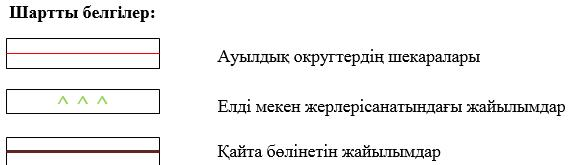 Шартты белгілер:
Ауылдық округтердің шекаралары
Елді мекен жерлерісанатындағы жайылымдар
Қайта бөлінетін жайылымдар